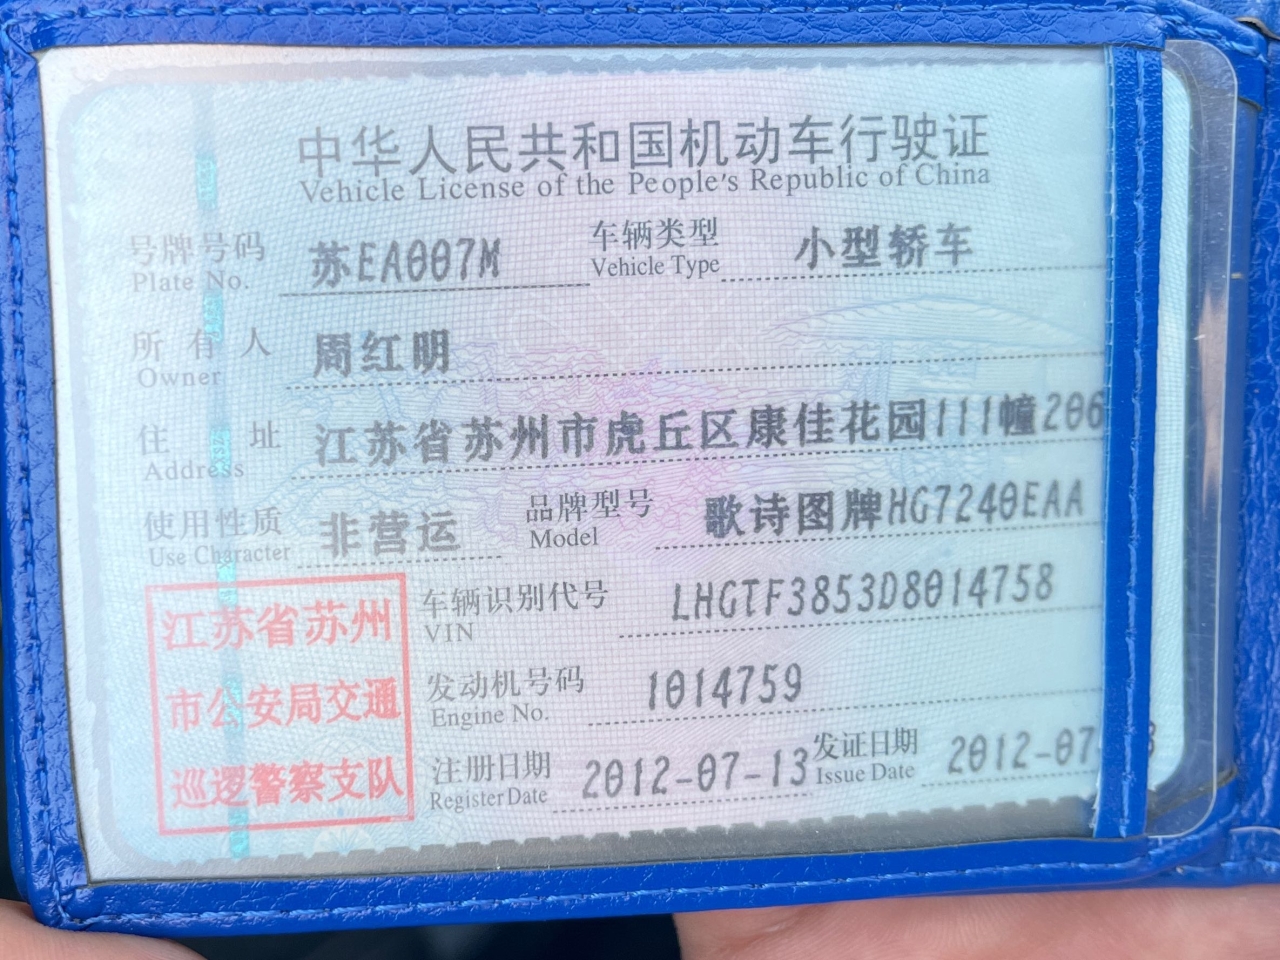 中华人民共和国机动车行驶证
Vehicle License of the People's Republic of China
号牌号码 苏EA007M 车辆类型 小型轿车
Plate No. Vehicle Type
所有人 周红明
Owner
住址 江苏省苏州市虎丘区康佳花园111幢206
Address
使用性质 非营运 品牌型号 歌诗图牌HG7240EAA
Use Character Model
江苏省苏州
市公安局交通
巡逻警察支队
车辆识别代号 LHGTF3853D8014758
VIN
发动机号码 1014759
Engine No.
注册日期 2012-07-13 发证日期 2012-07
Register Date Issue Date